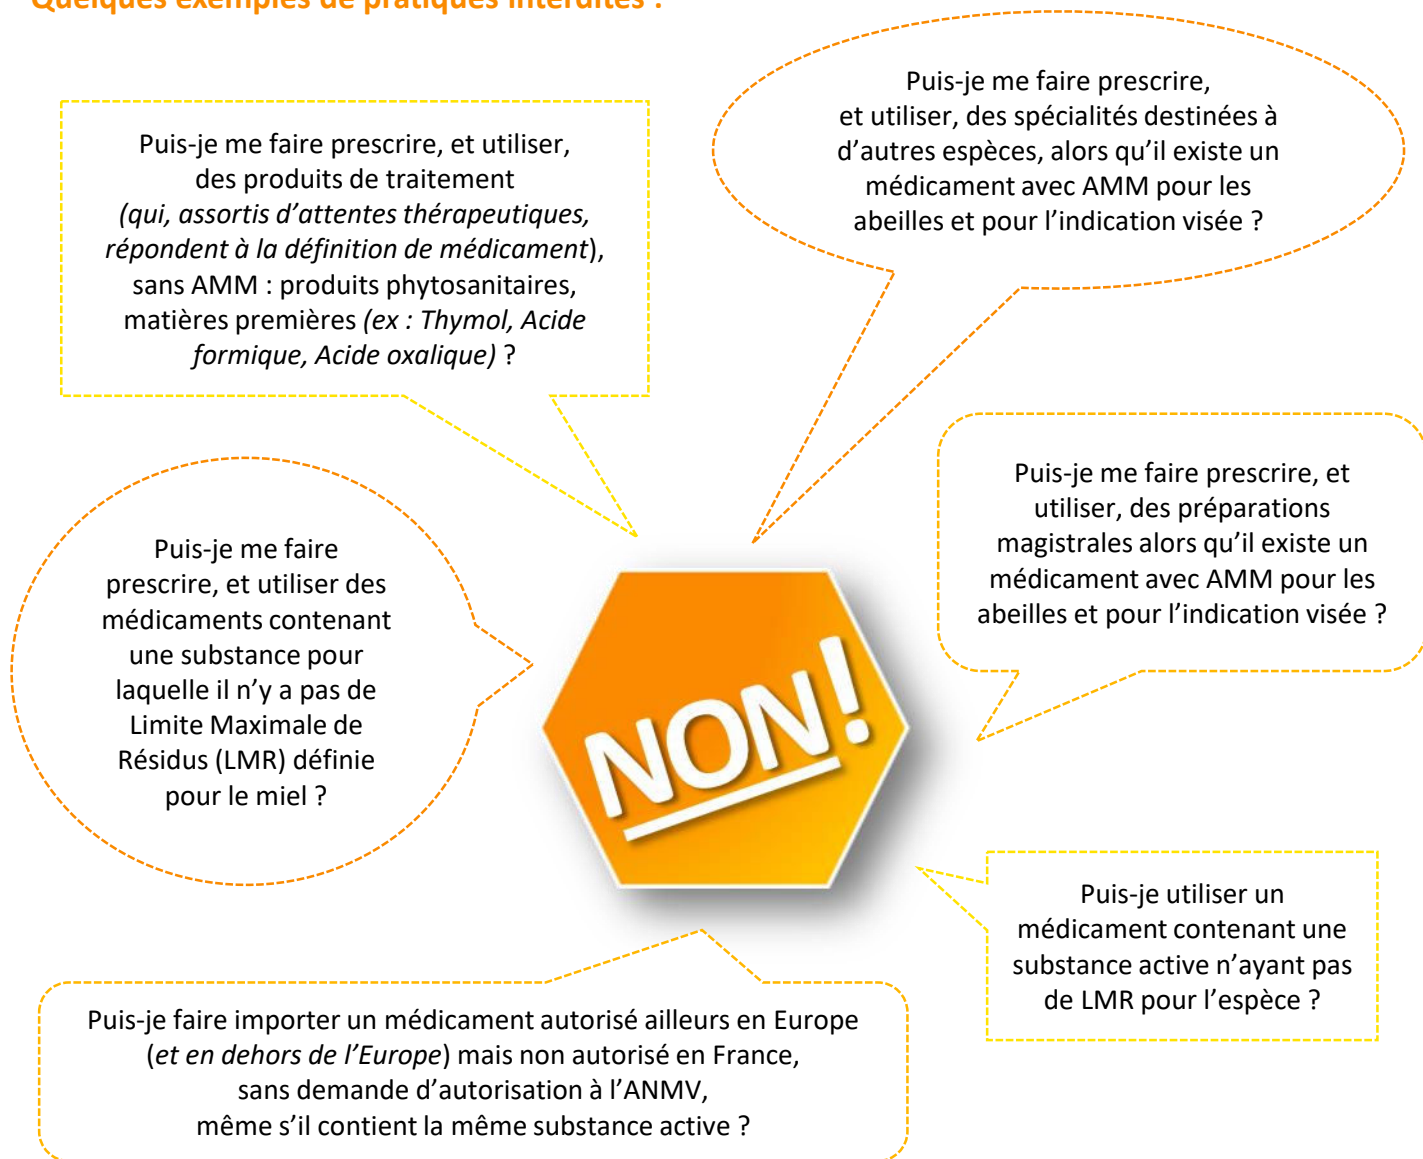 Quelques exemples de pratiques interdites :
Puis-je me faire prescrire,
et utiliser, des spécialités destinées à
d’autres espèces, alors qu’il existe un
médicament avec AMM pour les
abeilles et pour l’indication visée ?
Puis-je me faire prescrire, et utiliser,
des produits de traitement
(qui, assortis d’attentes thérapeutiques,
répondent à la définition de médicament),
sans AMM : produits phytosanitaires,
matières premières (ex : Thymol, Acide
formique, Acide oxalique) ?
Puis-je me faire prescrire, et
utiliser, des préparations
magistrales alors qu’il existe un
médicament avec AMM pour les
abeilles et pour l’indication visée ?
Puis-je me faire
prescrire, et utiliser des
médicaments contenant
une substance pour
laquelle il n’y a pas de
Limite Maximale de
Résidus (LMR) définie
pour le miel ?
NON!
Puis-je utiliser un
médicament contenant une
substance active n’ayant pas
de LMR pour l’espèce ?
Puis-je faire importer un médicament autorisé ailleurs en Europe
(et en dehors de l’Europe) mais non autorisé en France,
sans demande d’autorisation à l’ANMV,
même s’il contient la même substance active ?